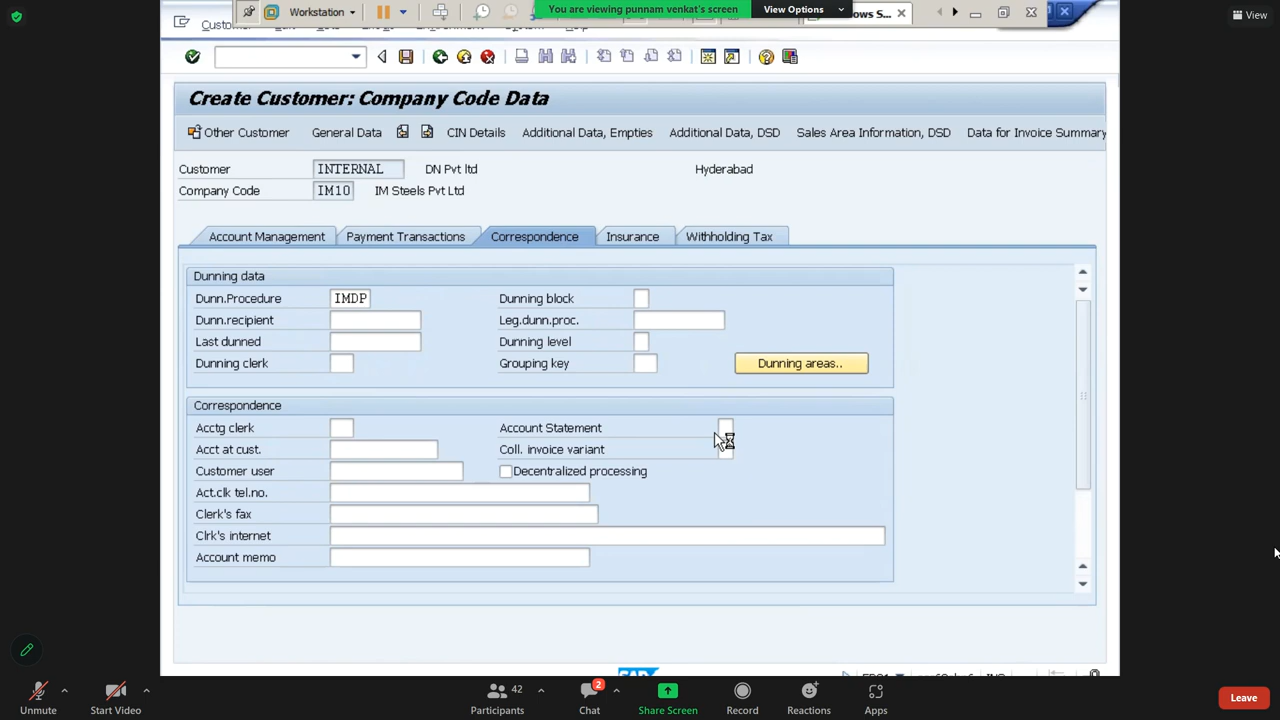 Workstation
You are viewing punnam venkat's screen
View Options
ows S...
View
Create Customer: Company Code Data
Other Customer General Data CIN Details Additional Data, Empties Additional Data, DSD Sales Area Information, DSD Data for Invoice Summary
Customer INTERNAL DN Pvt ltd Hyderabad
Company Code IM10 IM Steels Pvt Ltd
Account Management Payment Transactions Correspondence Insurance Withholding Tax
Dunning data
Dunn.Procedure IMDP Dunning block
Dunn.recipient Leg.dunn.proc.
Last dunned Dunning level
Dunning clerk Grouping key Dunning areas..
Correspondence
Acctg clerk Account Statement
Acct at cust. Coll. invoice variant
Customer user Decentralized processing
Act.clk tel.no.
Clerk's fax
Clrk's internet
Account memo
SAP
42
2
Unmute Start Video Participants Chat Share Screen Record Reactions Apps Leave